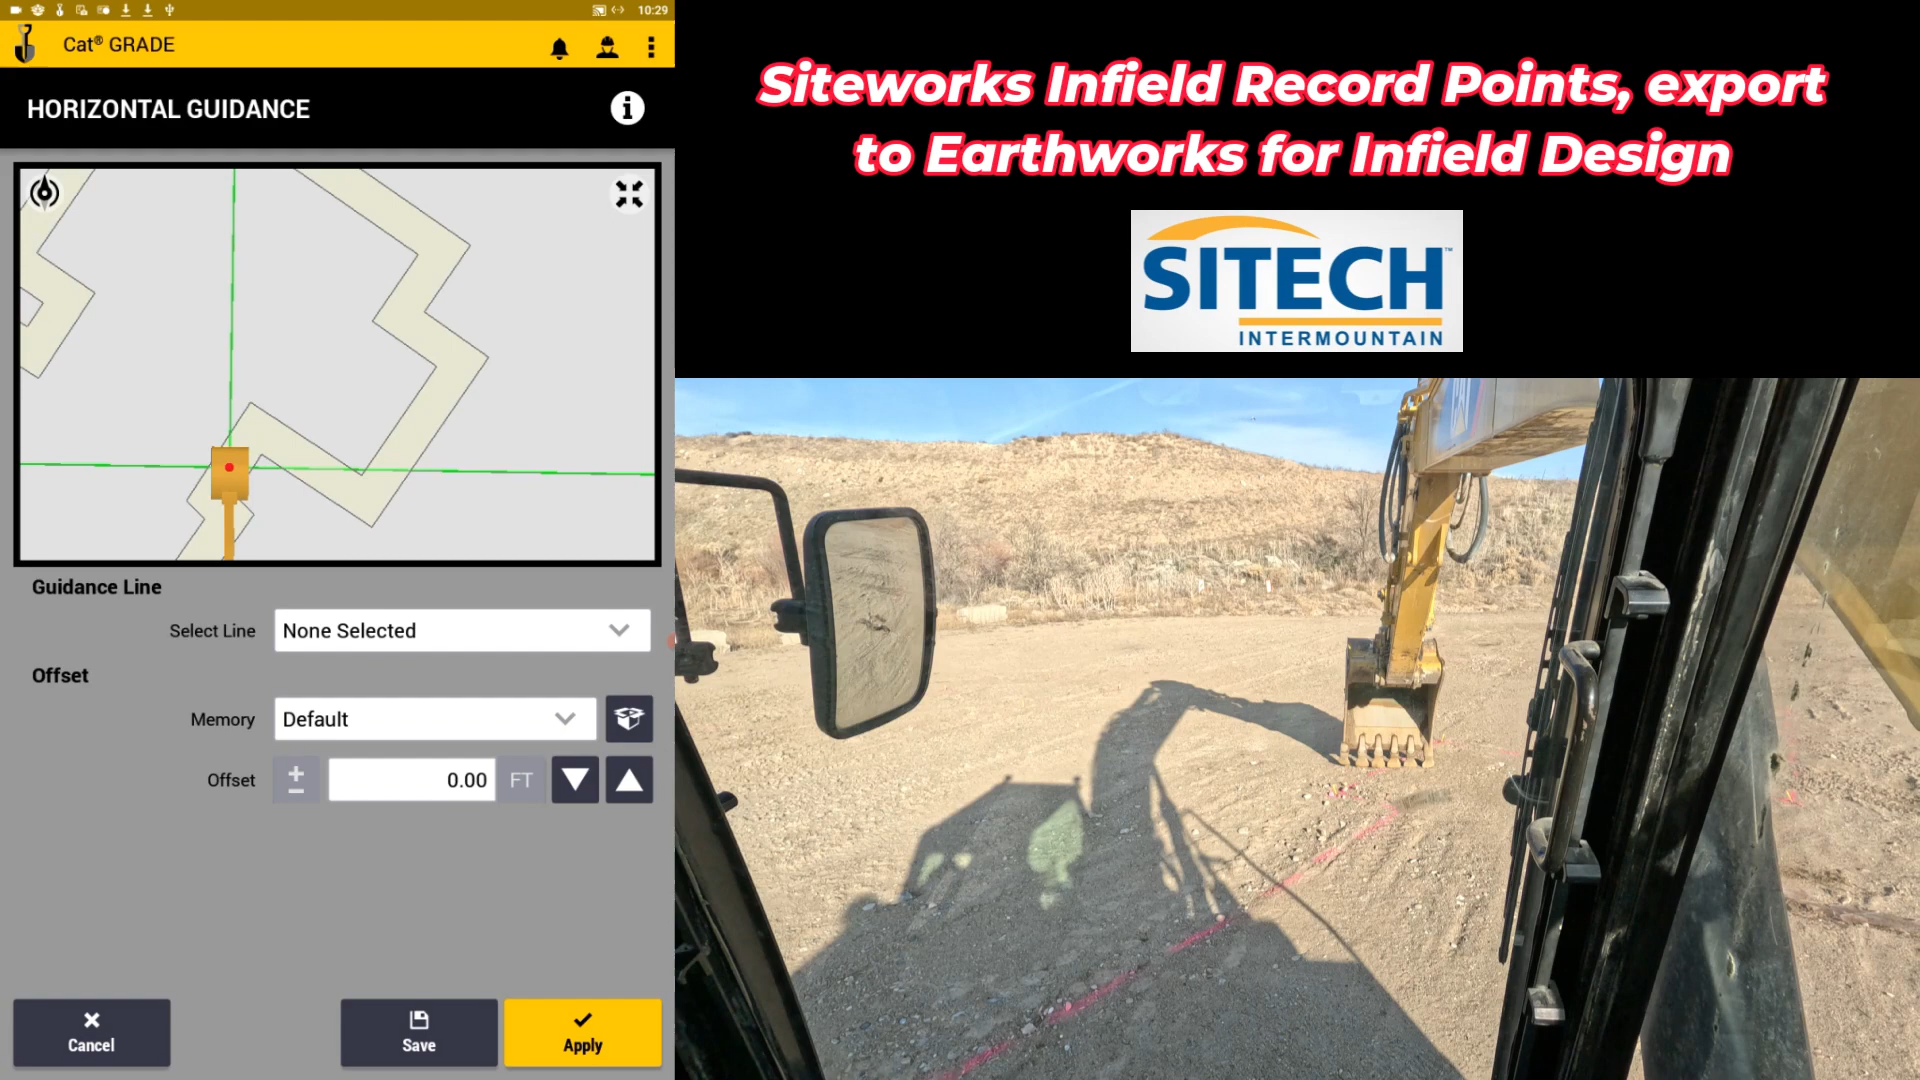 10:29
Cat® GRADE
HORIZONTAL GUIDANCE
Guidance Line
Select Line
None Selected
Offset
Memory
Default
Offset
0.00
FT
Cancel
Save
Apply
Siteworks Infield Record Points, export
to Earthworks for Infield Design
SITECH™
INTERMOUNTAIN